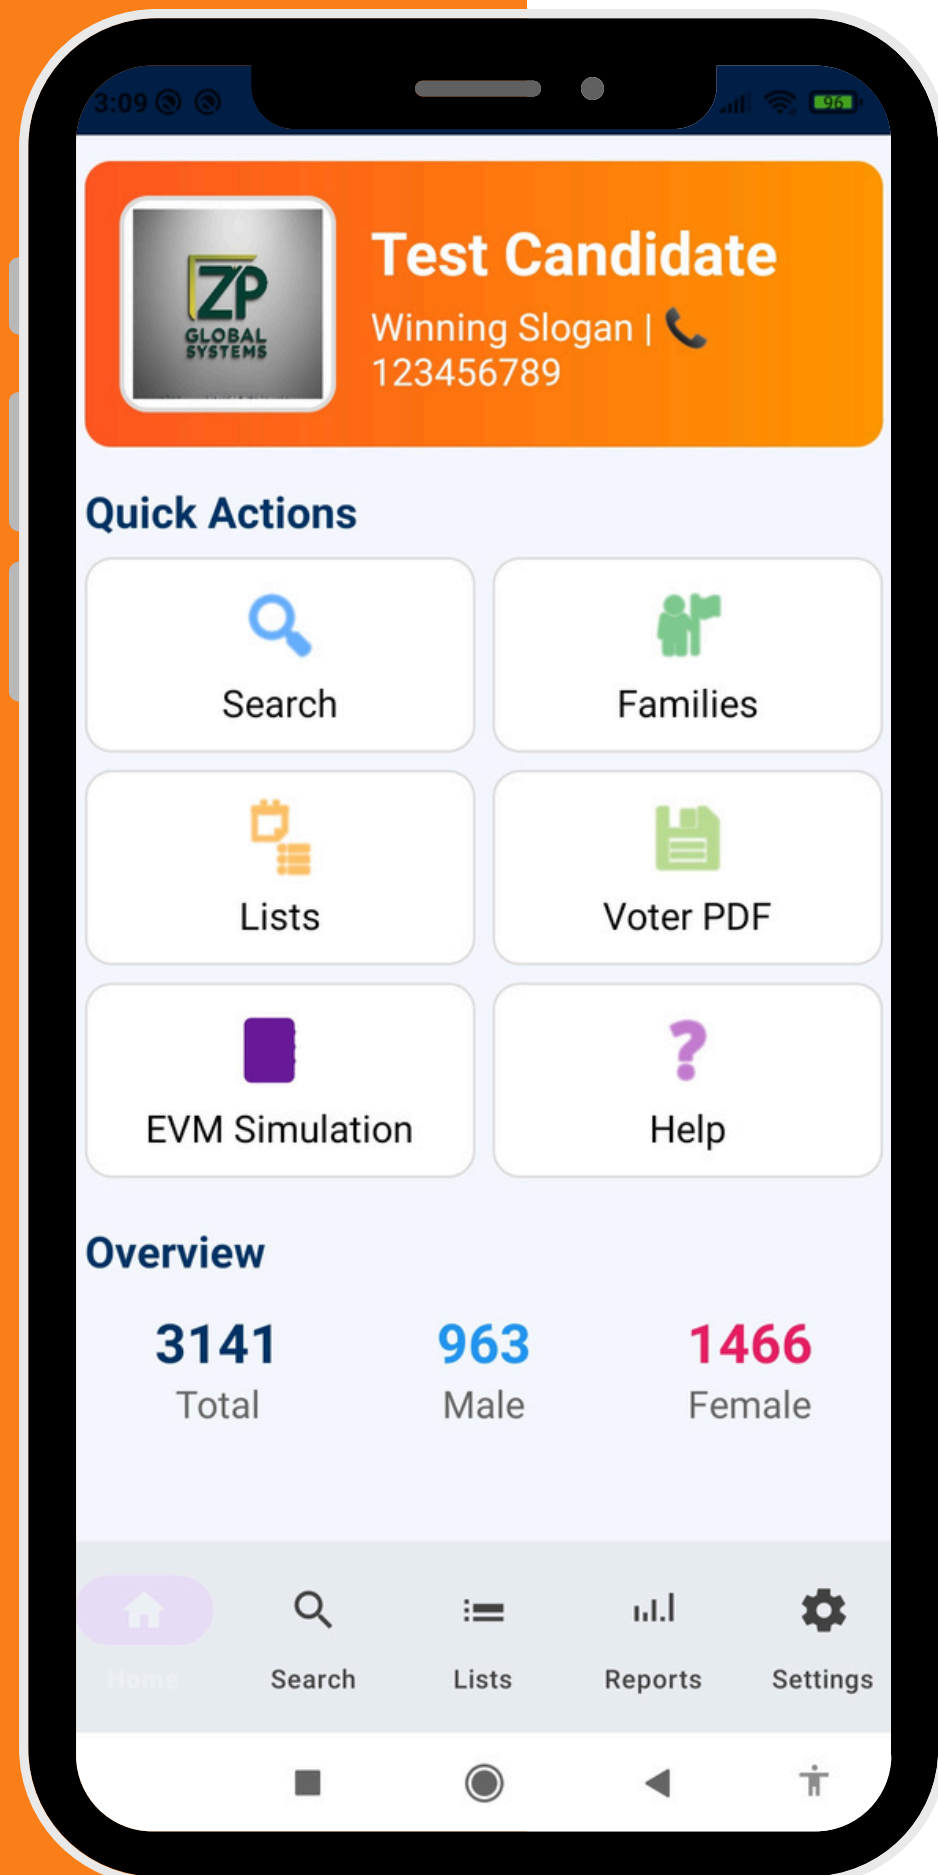 3:09
96
ZP
GLOBAL
SYSTEMS
Test Candidate
Winning Slogan | 📞
123456789
Quick Actions
Search
Families
Lists
Voter PDF
EVM Simulation
Help
Overview
3141
963
1466
Total
Male
Female
Home
Search
Lists
Reports
Settings